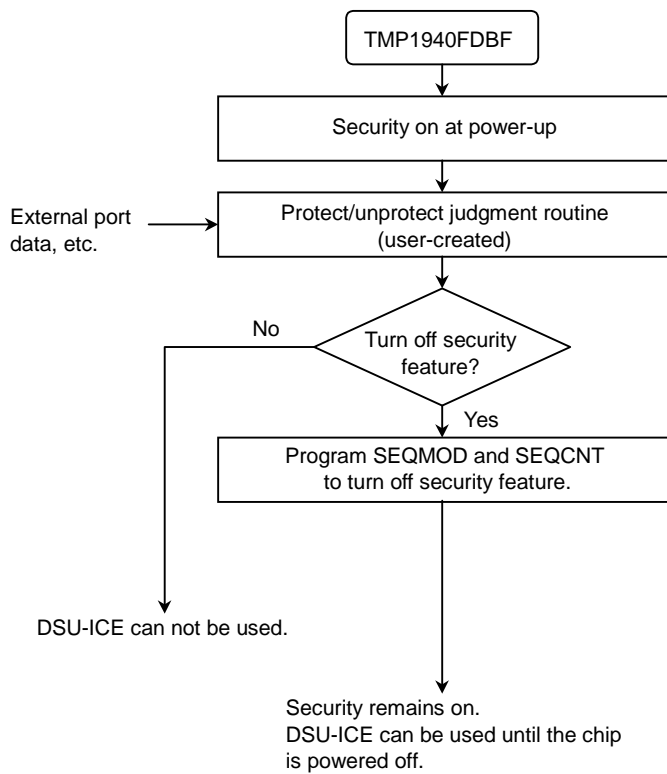 TMP1940FDBF
Security on at power-up
External port
data, etc.
Protect/unprotect judgment routine
(user-created)
No
Turn off security
feature?
Yes
Program SEQMOD and SEQCNT
to turn off security feature.
DSU-ICE can not be used.
Security remains on.
DSU-ICE can be used until the chip
is powered off.